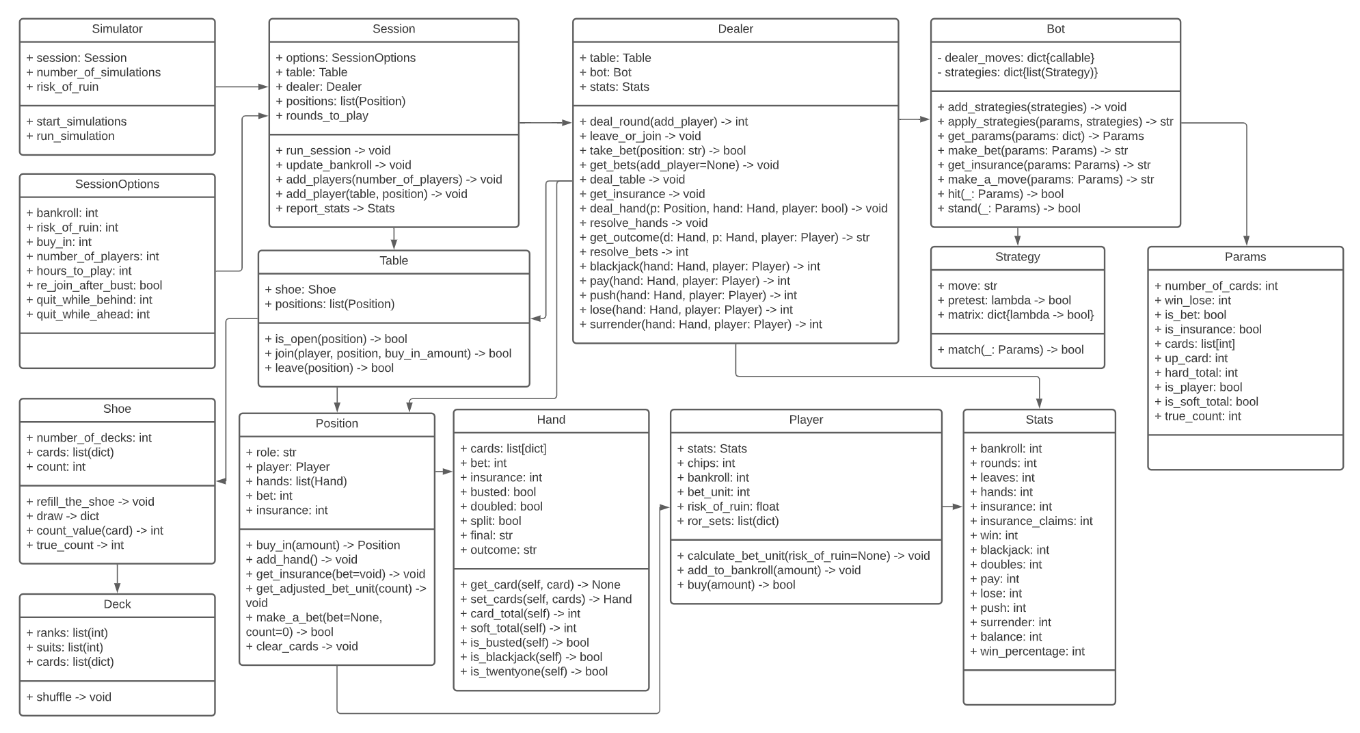 Simulator
+ session: Session
+ number_of_simulations
+ risk_of_ruin
+ start_simulations
+ run_simulation
SessionOptions
+ bankroll: int
+ risk_of_ruin: int
+ buy_in: int
+ number_of_players: int
+ hours_to_play: int
+ re_join_after_bust: bool
+ quit_while_behind: int
+ quit_while_ahead: int
Shoe
+ number_of_decks: int
+ cards: list(dict)
+ count: int
+ refill_the_shoe -> void
+ draw -> dict
+ count_value(card) -> int
+ true_count -> int
Deck
+ ranks: list(int)
+ suits: list(int)
+ cards: list(dict)
+ shuffle -> void
Session
+ options: SessionOptions
+ table: Table
+ dealer: Dealer
+ positions: list(Position)
+ rounds_to_play
+ run_session -> void
+ update_bankroll -> void
+ add_players(number_of_players) -> void
+ add_player(table, position) -> void
+ report_stats -> Stats
Table
+ shoe: Shoe
+ positions: list(Position)
+ is_open(position) -> bool
+ join(player, position, buy_in_amount) -> bool
+ leave(position) -> bool
Position
+ role: str
+ player: Player
+ hands: list(Hand)
+ bet: int
+ insurance: int
+ buy_in(amount) -> Position
+ add_hand() -> void
+ get_insurance(bet=void) -> void
+ get_adjusted_bet_unit(count) ->
void
+ make_a_bet(bet=None,
count=0) -> bool
+ clear_cards -> void
Hand
+ cards: list[dict]
+ bet: int
+ insurance: int
+ busted: bool
+ doubled: bool
+ split: bool
+ final: str
+ outcome: str
+ get_card(self, card) -> None
+ set_cards(self, cards) -> Hand
+ card_total(self) -> int
+ soft_total(self) -> int
+ is_busted(self) -> bool
+ is_blackjack(self) -> bool
+ is_twentyone(self) -> bool
Dealer
+ table: Table
+ bot: Bot
+ stats: Stats
+ deal_round(add_player) -> int
+ leave_or_join -> void
+ take_bet(position: str) -> bool
+ get_bets(add_player=None) -> void
+ deal_table -> void
+ get_insurance -> void
+ deal_hand(p: Position, hand: Hand, player: bool) -> void
+ resolve_hands -> void
+ get_outcome(d: Hand, p: Hand, player: Player) -> str
+ resolve_bets -> int
+ blackjack(hand: Hand, player: Player) -> int
+ pay(hand: Hand, player: Player) -> int
+ push(hand: Hand, player: Player) -> int
+ lose(hand: Hand, player: Player) -> int
+ surrender(hand: Hand, player: Player) -> int
Player
+ stats: Stats
+ chips: int
+ bankroll: int
+ bet_unit: int
+ risk_of_ruin: float
+ ror_sets: list(dict)
+ calculate_bet_unit(risk_of_ruin=None) -> void
+ add_to_bankroll(amount) -> void
+ buy(amount) -> bool
Bot
- dealer_moves: dict{callable}
- strategies: dict{list(Strategy)}
+ add_strategies(strategies) -> void
+ apply_strategies(params, strategies) -> str
+ get_params(params: dict) -> Params
+ make_bet(params: Params) -> str
+ get_insurance(params: Params) -> str
+ make_a_move(params: Params) -> str
+ hit(_: Params) -> bool
+ stand(_: Params) -> bool
Strategy
+ move: str
+ pretest: lambda -> bool
+ matrix: dict{lambda -> bool}
+ match(_: Params) -> bool
Params
+ number_of_cards: int
+ win_lose: int
+ is_bet: bool
+ is_insurance: bool
+ cards: list[int]
+ up_card: int
+ hard_total: int
+ is_player: bool
+ is_soft_total: bool
+ true_count: int
Stats
+ bankroll: int
+ rounds: int
+ leaves: int
+ hands: int
+ insurance: int
+ insurance_claims: int
+ win: int
+ blackjack: int
+ doubles: int
+ pay: int
+ lose: int
+ push: int
+ surrender: int
+ balance: int
+ win_percentage: int